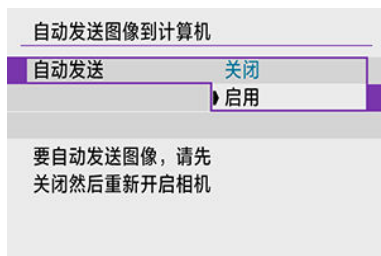 自动发送图像到计算机
自动发送 关闭
启用
要自动发送图像，请先
关闭然后重新开启相机